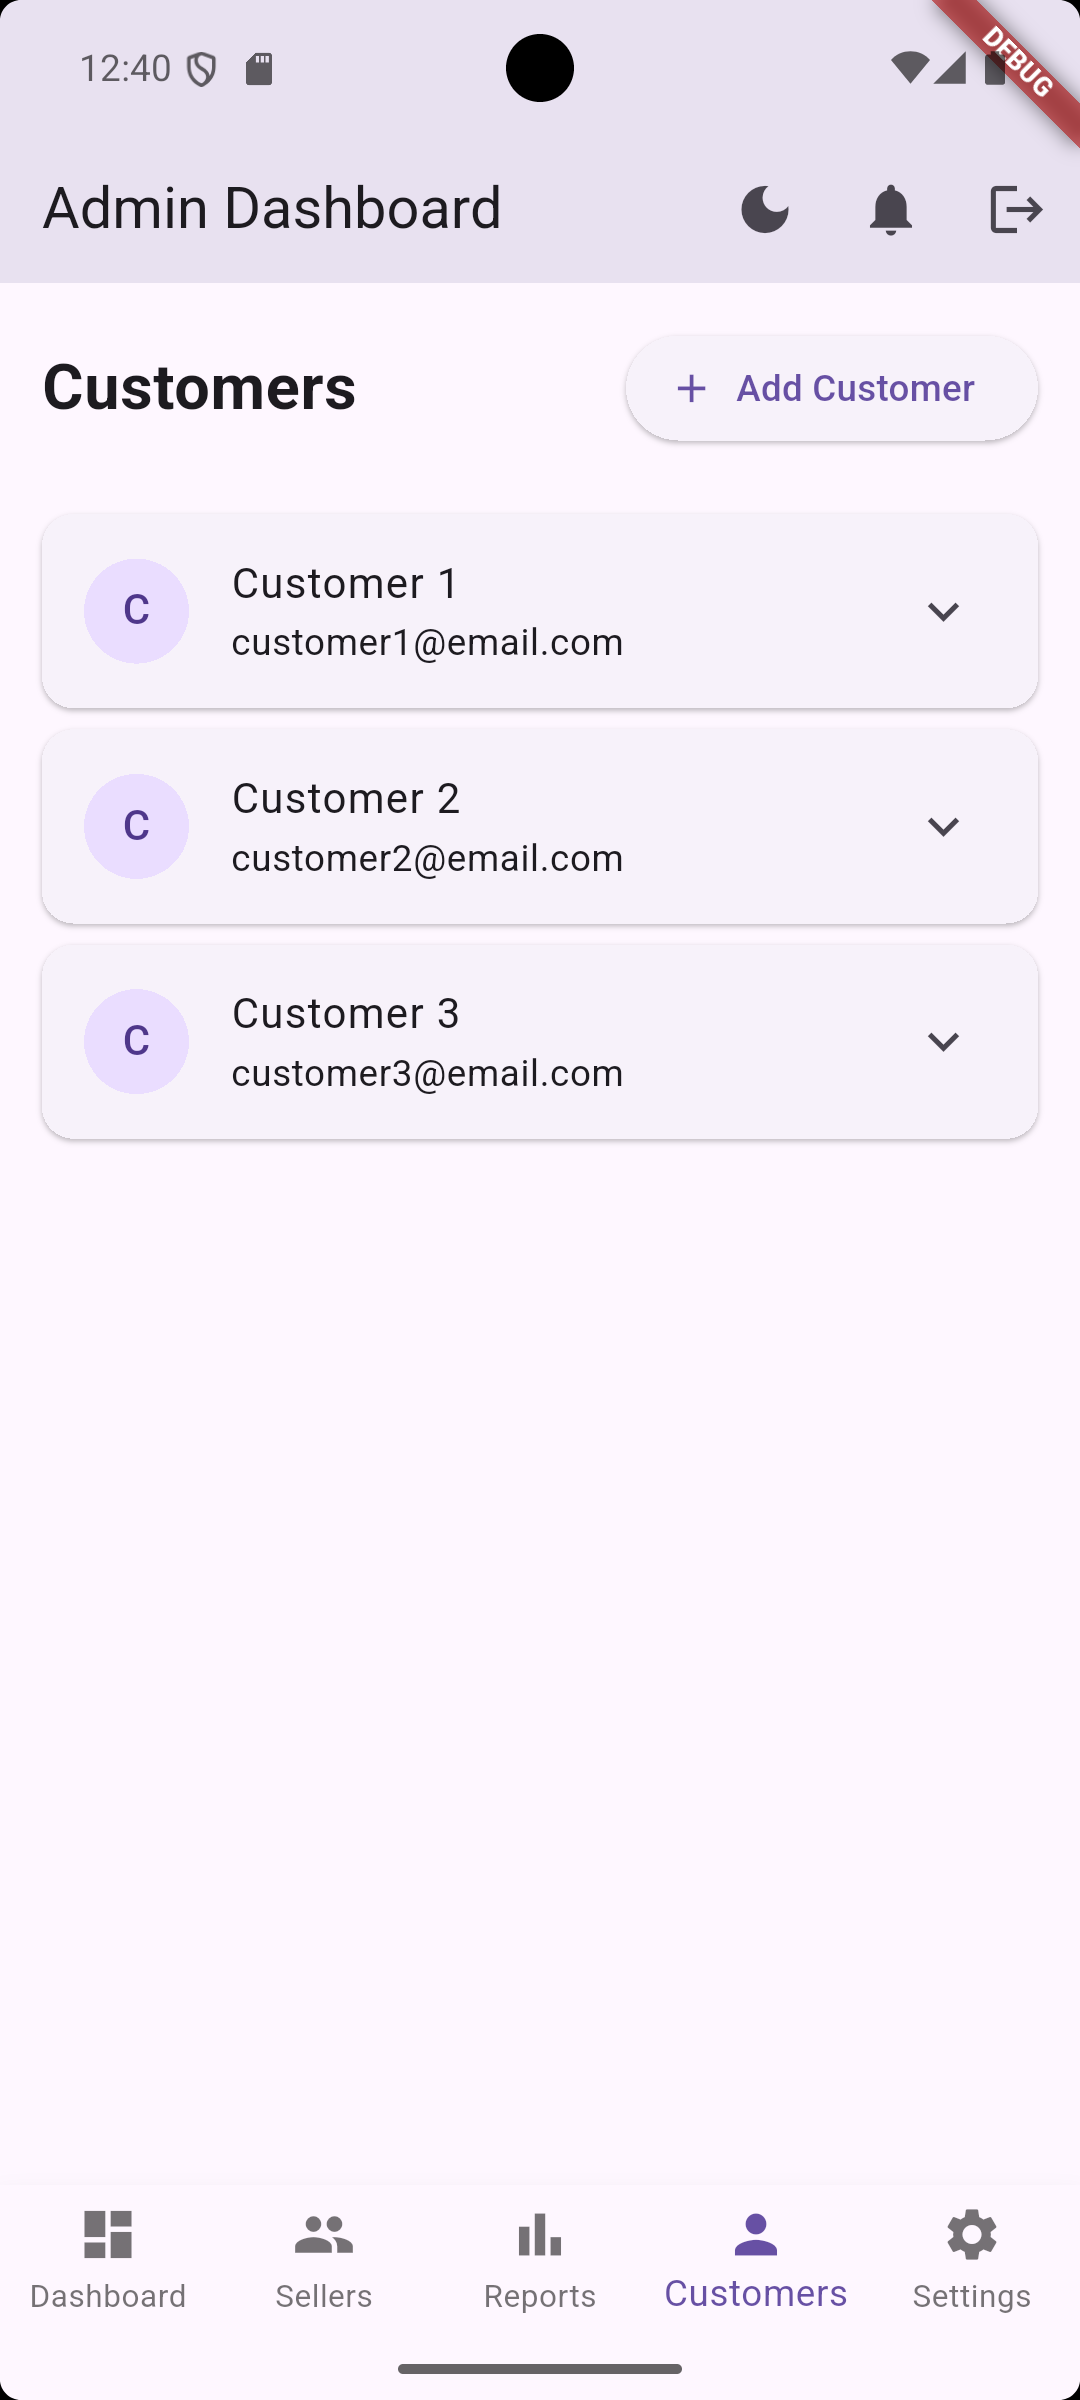 12:40
DEBUG
Admin Dashboard
Customers
Add Customer
C
Customer 1
customer1@email.com
C
Customer 2
customer2@email.com
C
Customer 3
customer3@email.com
Dashboard
Sellers
Reports
Customers
Settings